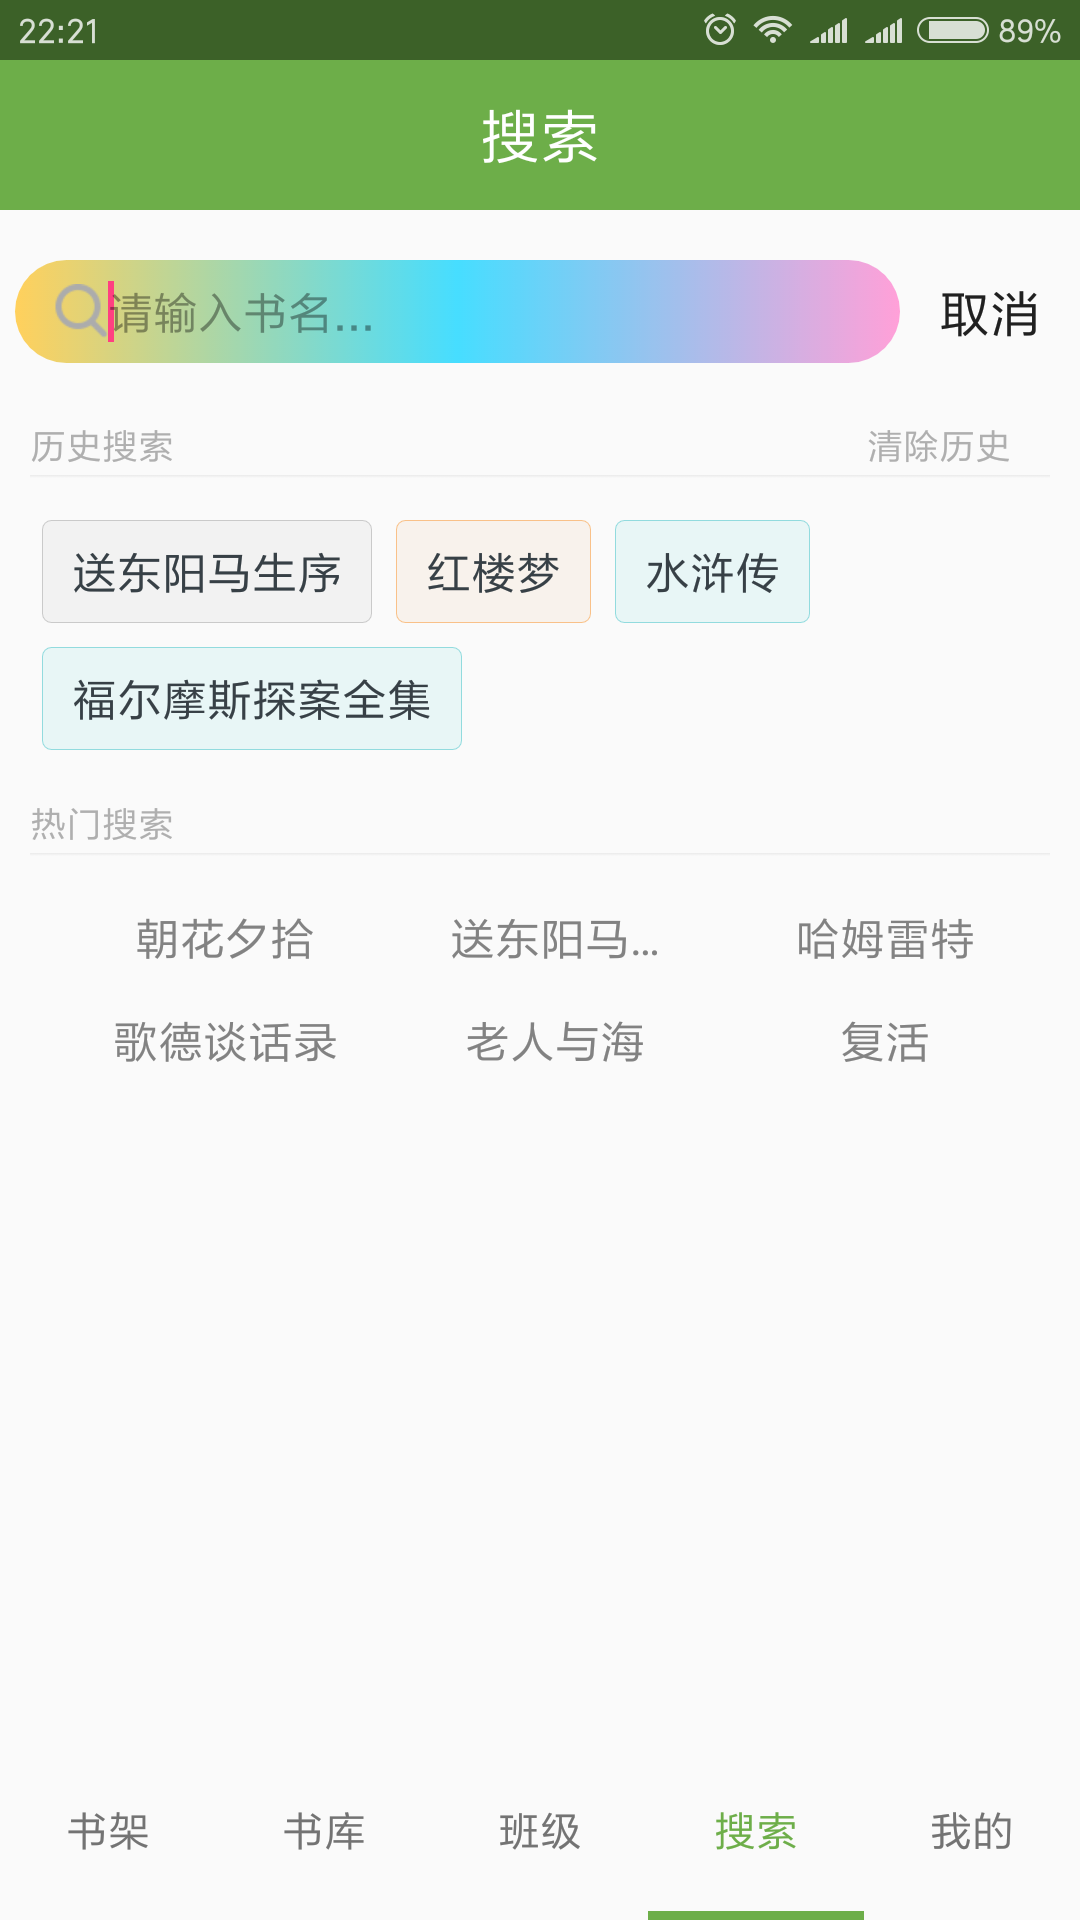 22:21 89%
搜索
请输入书名... 取消
历史搜索 清除历史
送东阳马生序 红楼梦 水浒传
福尔摩斯探案全集
热门搜索
朝花夕拾 送东阳马... 哈姆雷特
歌德谈话录 老人与海 复活
书架 书库 班级 搜索 我的